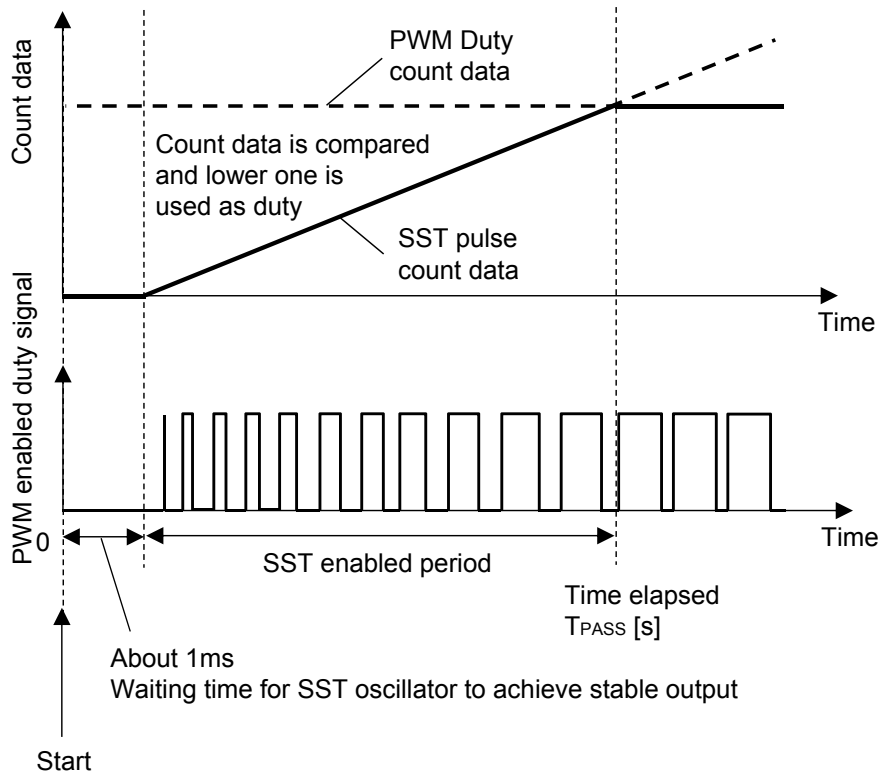 Count data
PWM Duty
count data
Count data is compared
and lower one is
used as duty
SST pulse
count data
Time
PWM enabled duty signal
0
Time
SST enabled period
Time elapsed
TPASS [s]
About 1ms
Waiting time for SST oscillator to achieve stable output
Start